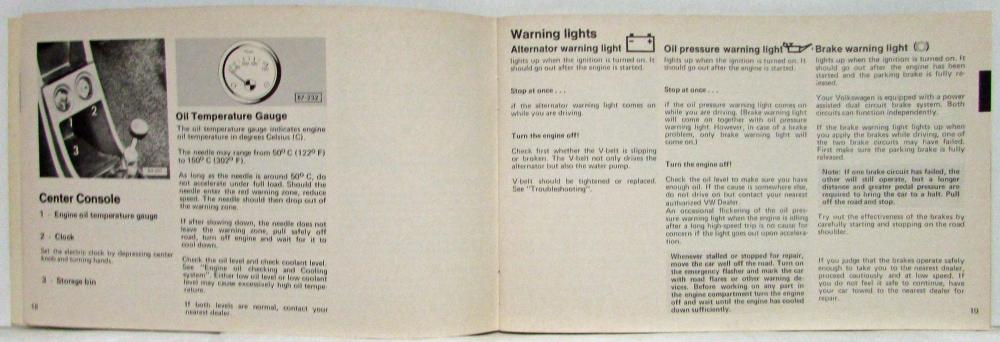 1
2
3
Center Console
1 - Engine oil temperature gauge
2 - Clock
Set the electric clock by depressing center
knob and turning hands.
3 - Storage bin
18
87-232
Oil Temperature Gauge
The oil temperature gauge indicates engine
oil temperature in degrees Celsius (C).
The needle may range from 50° C (122° F)
to 150° C (302° F).
As long as the needle is around 50° C, do
not accelerate under full load. Should the
needle enter the red warning zone, reduce
speed. The needle should then drop out of
the warning zone.
If after slowing down, the needle does not
leave the warning zone, pull safely off
road, turn off engine and wait for it to
cool down.
Check the oil level and check coolant level.
See "Engine oil checking and Cooling
system". Either low oil level or low coolant
level may cause excessively high oil tempe-
rature.
If both levels are normal, contact your
nearest dealer.
Warning lights
Alternator warning light
lights up when the ignition is turned on. It
should go out after the engine is started.
Stop at once . . .
if the alternator warning light comes on
while you are driving.
Turn the engine off!
Check first whether the V-belt is slipping
or broken. The V-belt not only drives the
alternator but also the water pump.
V-belt should be tightened or replaced.
See "Troubleshooting".
Oil pressure warning light
lights up when the ignition is turned on. It
should go out after the engine is started.
Stop at once . . .
if the oil pressure warning light comes on
while you are driving. (Brake warning light
will come on together with oil pressure
warning light. However, in case of a brake
problem, only brake warning light will
come on.)
Turn the engine off!
Check the oil level to make sure you have
enough oil. If the cause is somewhere else,
do not drive on but contact your nearest
authorized VW Dealer.
An occasional flickering of the oil pres-
sure warning light when the engine is idling
after a long high-speed trip is no cause for
concern if the light goes out upon accelera-
tion.
Whenever stalled or stopped for repair,
move the car well off the road. Turn on
the emergency flasher and mark the car
with road flares or other warning de-
vices. Before working on any part in
the engine compartment turn the engine
off and wait until the engine has cooled
down sufficiently.
Brake warning light
lights up when the ignition is turned on. It
should go out after the engine has been
started and the parking brake is fully re-
leased.
Your Volkswagen is equipped with a power
assisted dual circuit brake system. Both
circuits can function independently.
If the brake warning light lights up when
you apply the brakes while driving, one of
the two brake circuits may have failed.
First make sure the parking brake is fully
released.
Note: If one brake circuit has failed, the
other will still operate, but a longer
distance and greater pedal pressure are
required to bring the car to a halt. Pull
off the road and stop.
Try out the effectiveness of the brakes by
carefully starting and stopping on the road
shoulder.
If you judge that the brakes operate safely
enough to take you to the nearest dealer,
proceed cautiously and at low speed. If
you do not feel it safe to continue, have
your car towed to the nearest dealer for
repair.
19